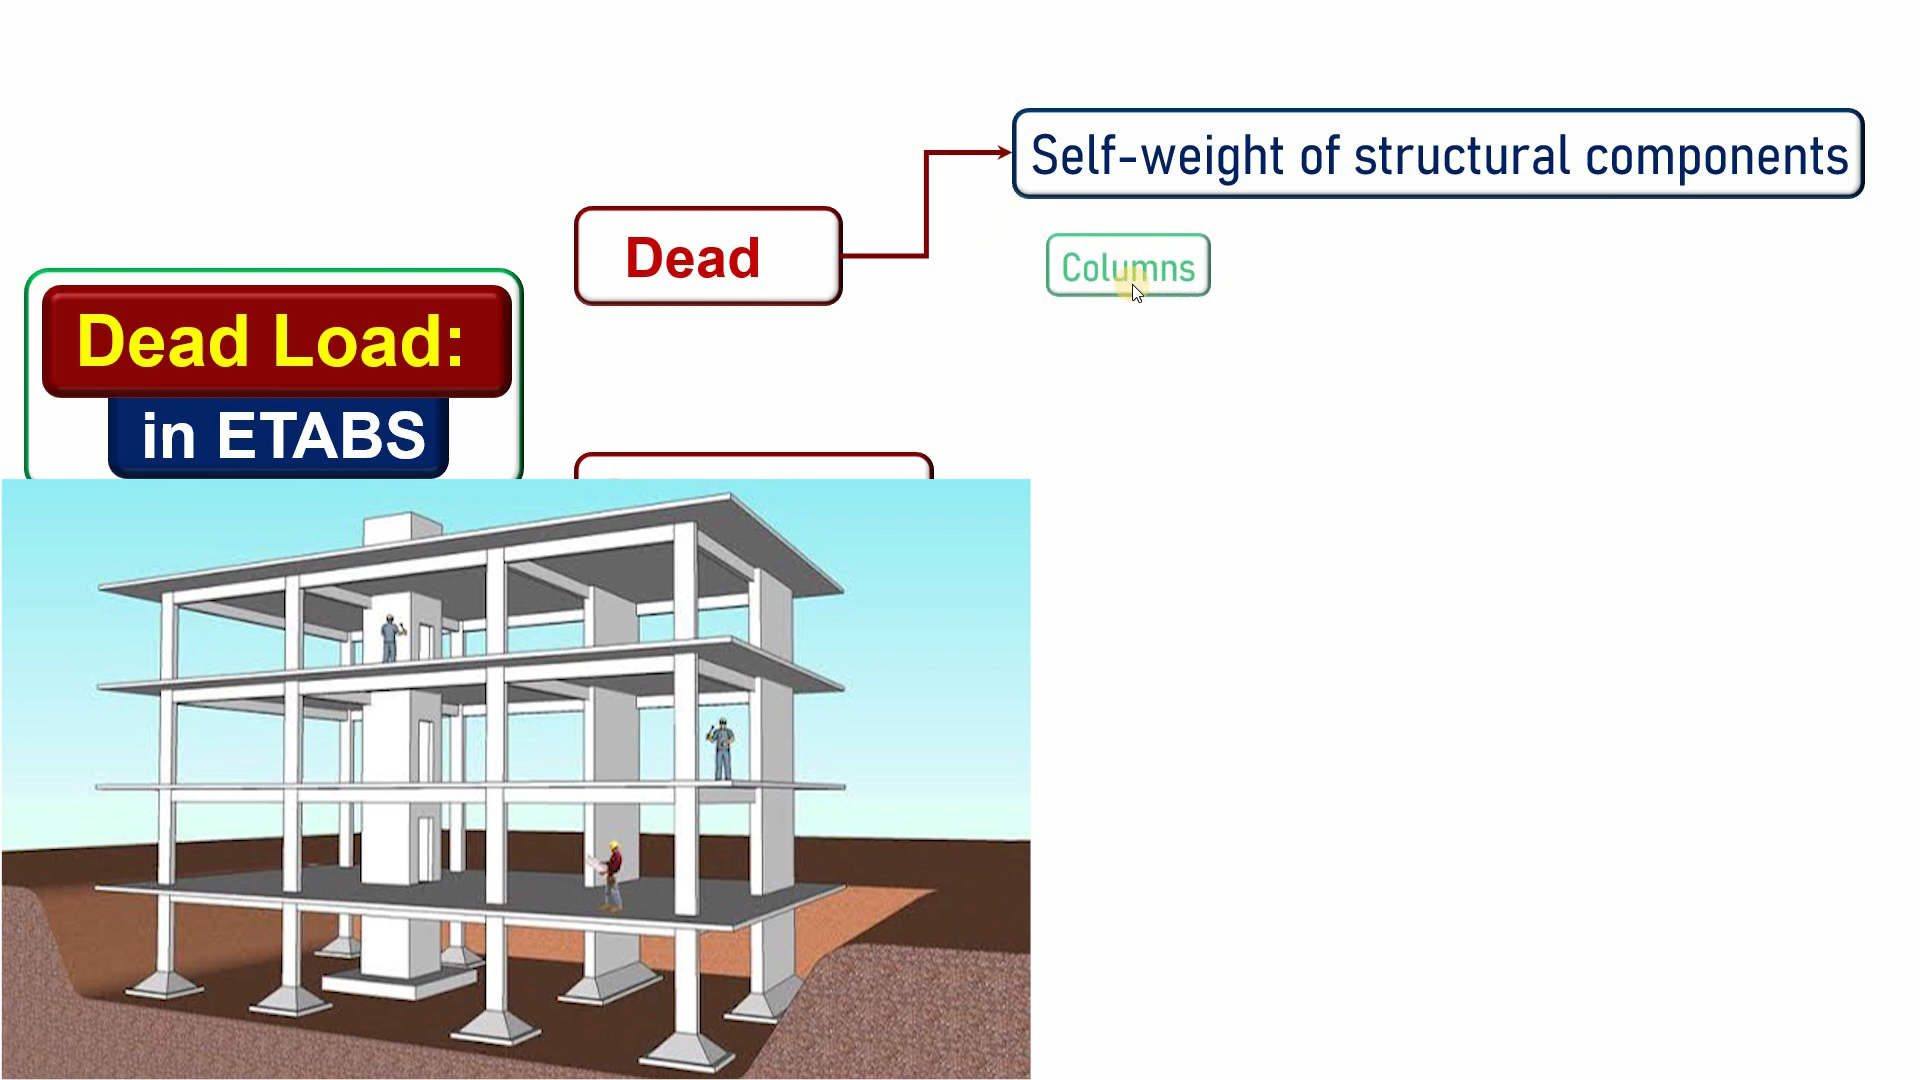 Self-weight of structural components
Dead
Columns
Dead Load:
in ETABS